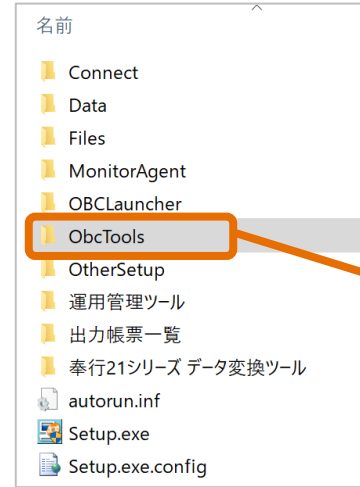 名前
Connect
Data
Files
MonitorAgent
OBCLauncher
ObcTools
OtherSetup
運用管理ツール
出力帳票一覧
奉行21シリーズ データ変換ツール
autorun.inf
Setup.exe
Setup.exe.config